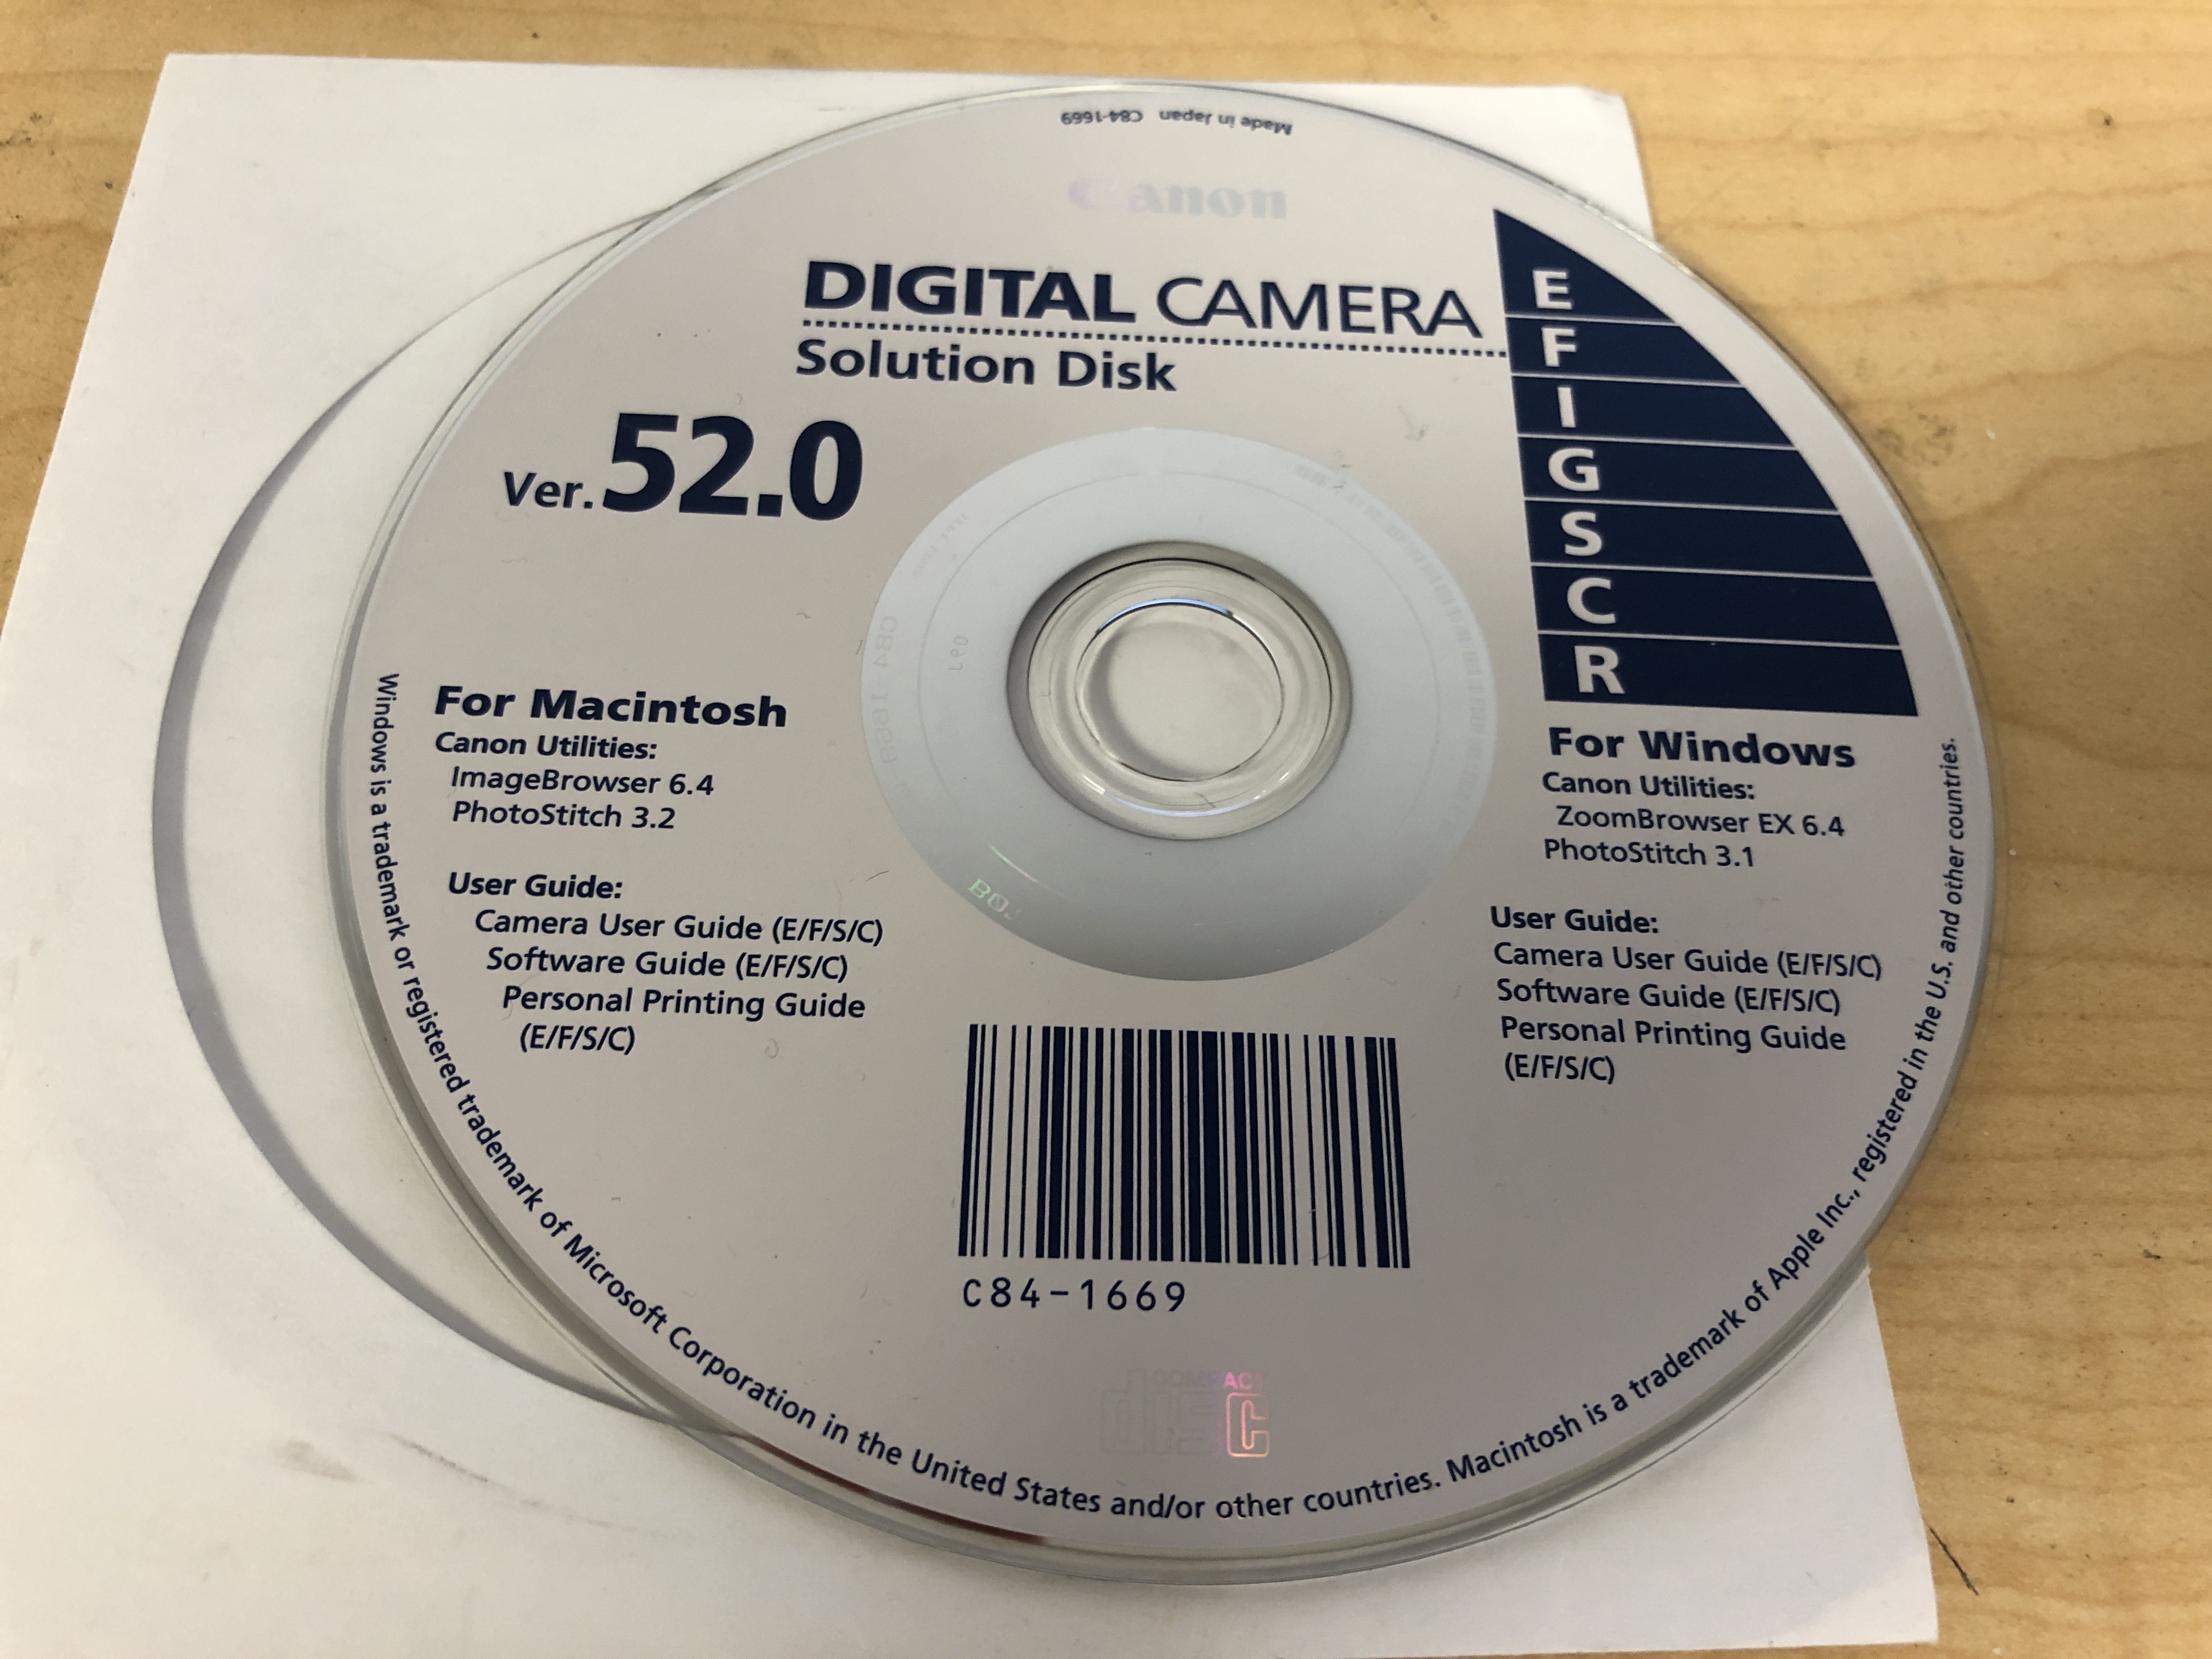 Made in Japan C84-1669
Canon
DIGITAL CAMERA
Solution Disk
Ver. 52.0
E
F
I
G
S
C
R
For Macintosh
Canon Utilities:
ImageBrowser 6.4
PhotoStitch 3.2
User Guide:
Camera User Guide (E/F/S/C)
Software Guide (E/F/S/C)
Personal Printing Guide
(E/F/S/C)
For Windows
Canon Utilities:
ZoomBrowser EX 6.4
PhotoStitch 3.1
User Guide:
Camera User Guide (E/F/S/C)
Software Guide (E/F/S/C)
Personal Printing Guide
(E/F/S/C)
C84-1669
COMPACT
disc
Windows is a trademark or registered trademark of Microsoft Corporation in the United States and/or other countries. Macintosh is a trademark of Apple Inc., registered in the U.S. and other countries.